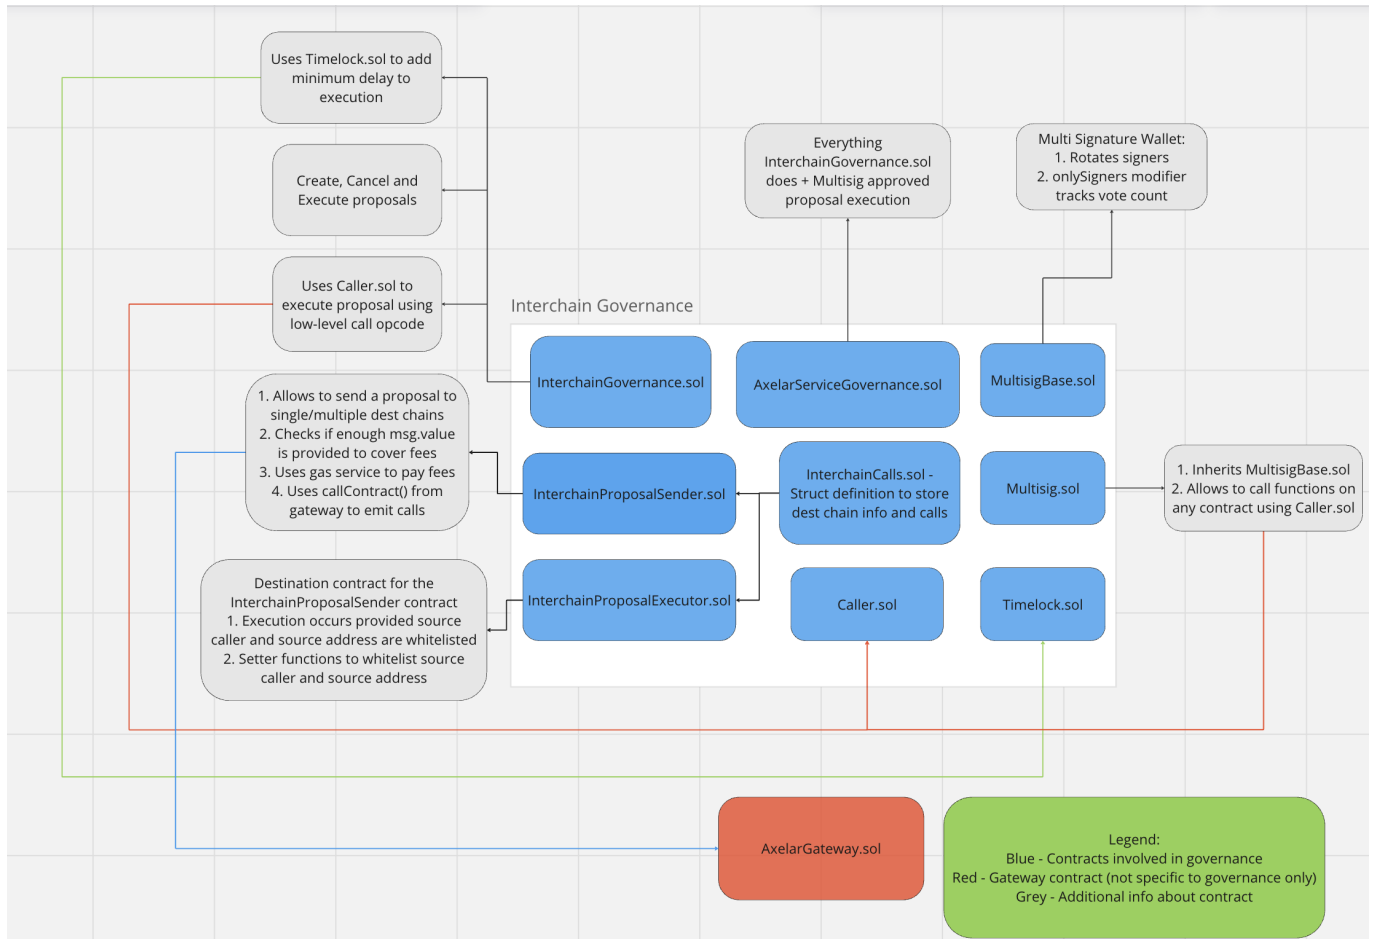 Uses Timelock.sol to add
minimum delay to
execution
Create, Cancel and
Execute proposals
Uses Caller.sol to
execute proposal using
low-level call opcode
Everything
InterchainGovernance.sol
does + Multisig approved
proposal execution
Multi Signature Wallet:
1. Rotates signers
2. onlySigners modifier
tracks vote count
Interchain Governance
InterchainGovernance.sol
AxelarServiceGovernance.sol
MultisigBase.sol
1. Allows to send a proposal to
single/multiple dest chains
2. Checks if enough msg.value
is provided to cover fees
3. Uses gas service to pay fees
4. Uses callContract() from
gateway to emit calls
InterchainProposalSender.sol
InterchainCalls.sol -
Struct definition to store
dest chain info and calls
Multisig.sol
1. Inherits MultisigBase.sol
2. Allows to call functions on
any contract using Caller.sol
Destination contract for the
InterchainProposalSender contract
1. Execution occurs provided source
caller and source address are whitelisted
2. Setter functions to whitelist source
caller and source address
InterchainProposalExecutor.sol
Caller.sol
Timelock.sol
AxelarGateway.sol
Legend:
Blue - Contracts involved in governance
Red - Gateway contract (not specific to governance only)
Grey - Additional info about contract